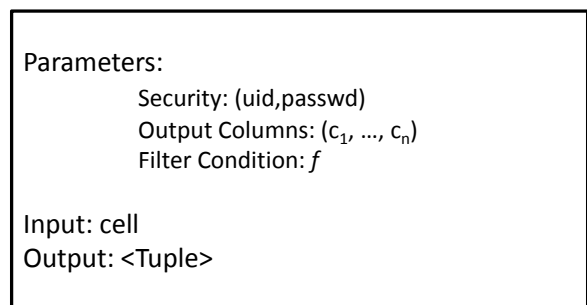 Parameters:
Security: (uid,passwd)
Output Columns: (c₁, …, cₙ)
Filter Condition: f
Input: cell
Output: <Tuple>